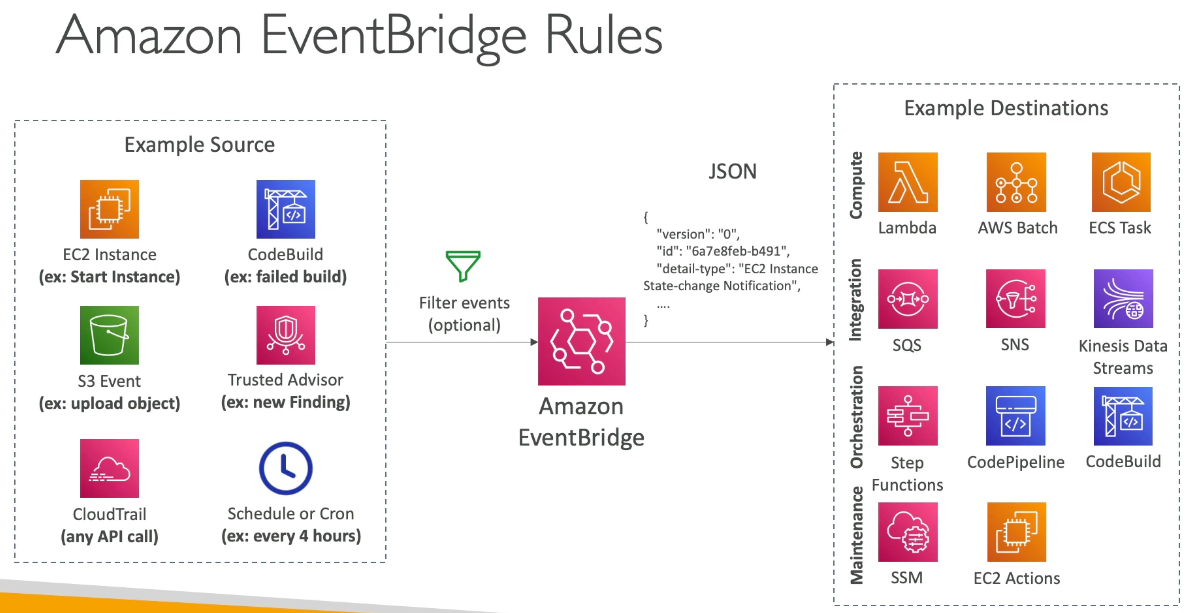 Amazon EventBridge Rules
Example Source
EC2 Instance
(ex: Start Instance)
CodeBuild
(ex: failed build)
S3 Event
(ex: upload object)
Trusted Advisor
(ex: new Finding)
CloudTrail
(any API call)
Schedule or Cron
(ex: every 4 hours)
Filter events
(optional)
Amazon
EventBridge
JSON
{
"version": "0",
"id": "6a7e8feb-b491",
"detail-type": "EC2 Instance
State-change Notification",
....
}
Example Destinations
Compute
Lambda
AWS Batch
ECS Task
Integration
SQS
SNS
Kinesis Data
Streams
Orchestration
Step
Functions
CodePipeline
CodeBuild
Maintenance
SSM
EC2 Actions